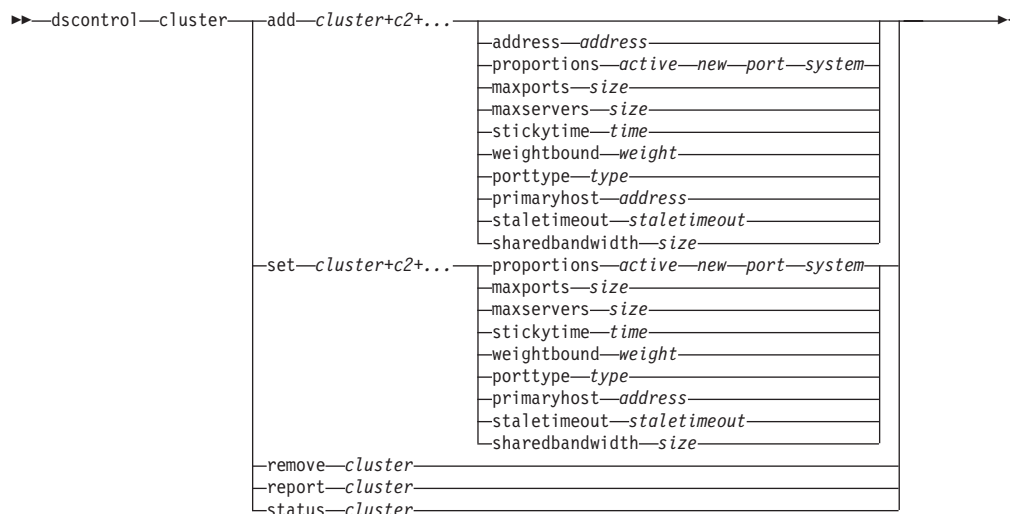 dscontrol cluster add cluster+c2+...
address address
proportions active new port system
maxports size
maxservers size
stickytime time
weightbound weight
porttype type
primaryhost address
staletimeout staletimeout
sharedbandwidth size
set cluster+c2+... proportions active new port system
maxports size
maxservers size
stickytime time
weightbound weight
porttype type
primaryhost address
staletimeout staletimeout
sharedbandwidth size
remove cluster
report cluster
status cluster